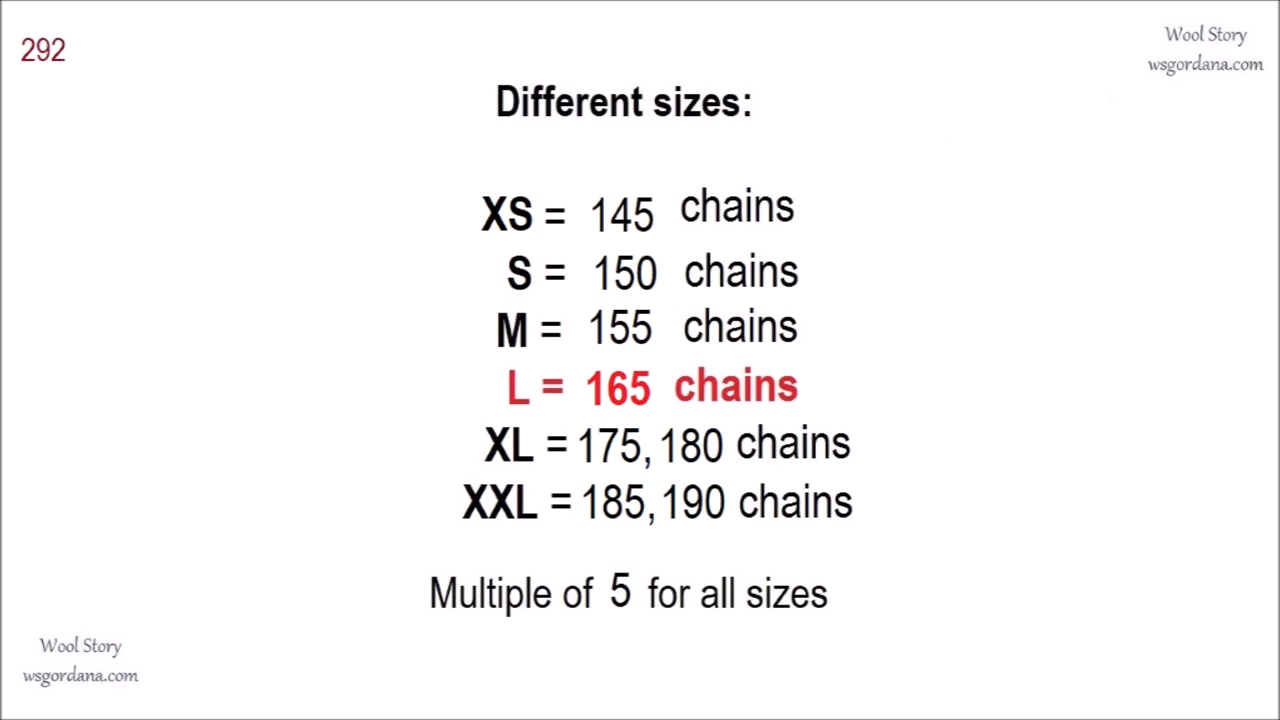 292
Wool Story
wsgordana.com
Different sizes:
XS = 145 chains
S = 150 chains
M = 155 chains
L = 165 chains
XL = 175, 180 chains
XXL = 185, 190 chains
Multiple of 5 for all sizes
Wool Story
wsgordana.com